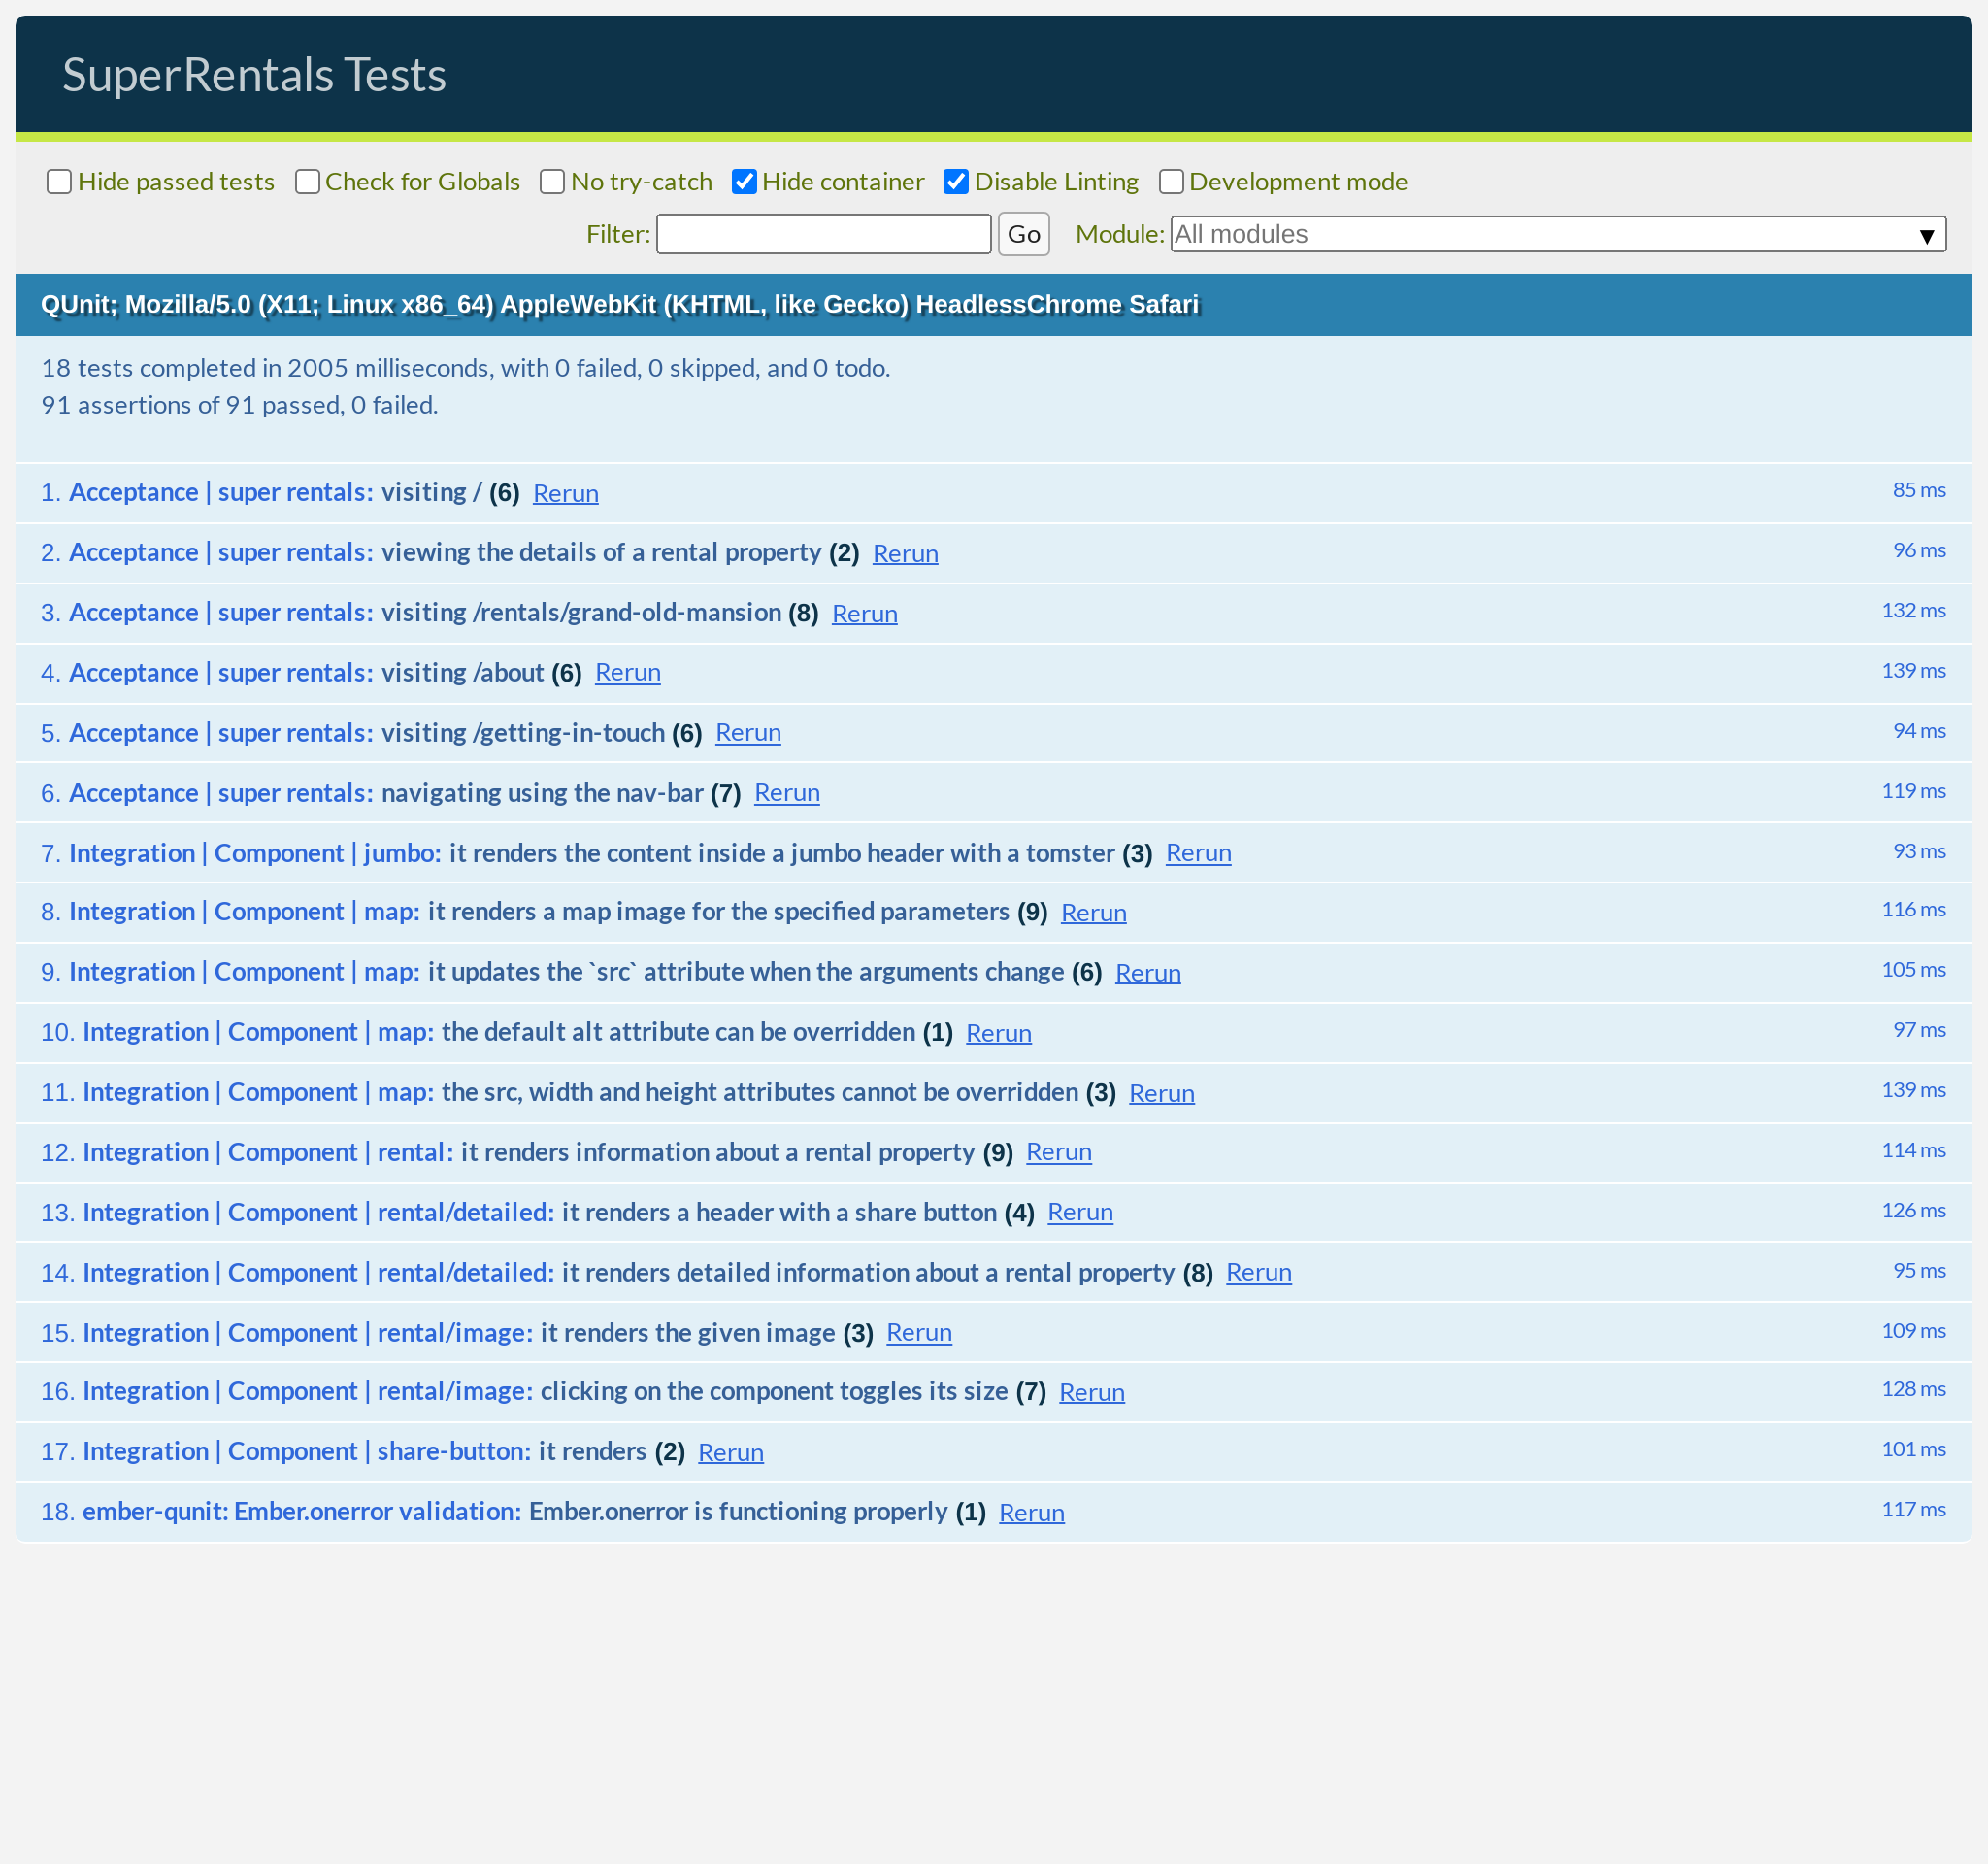 SuperRentals Tests
Hide passed tests Check for Globals No try-catch Hide container Disable Linting Development mode
Filter: Go Module: All modules ▼
QUnit; Mozilla/5.0 (X11; Linux x86_64) AppleWebKit (KHTML, like Gecko) HeadlessChrome Safari
18 tests completed in 2005 milliseconds, with 0 failed, 0 skipped, and 0 todo.
91 assertions of 91 passed, 0 failed.
1. Acceptance | super rentals: visiting / (6) Rerun 85 ms
2. Acceptance | super rentals: viewing the details of a rental property (2) Rerun 96 ms
3. Acceptance | super rentals: visiting /rentals/grand-old-mansion (8) Rerun 132 ms
4. Acceptance | super rentals: visiting /about (6) Rerun 139 ms
5. Acceptance | super rentals: visiting /getting-in-touch (6) Rerun 94 ms
6. Acceptance | super rentals: navigating using the nav-bar (7) Rerun 119 ms
7. Integration | Component | jumbo: it renders the content inside a jumbo header with a tomster (3) Rerun 93 ms
8. Integration | Component | map: it renders a map image for the specified parameters (9) Rerun 116 ms
9. Integration | Component | map: it updates the `src` attribute when the arguments change (6) Rerun 105 ms
10. Integration | Component | map: the default alt attribute can be overridden (1) Rerun 97 ms
11. Integration | Component | map: the src, width and height attributes cannot be overridden (3) Rerun 139 ms
12. Integration | Component | rental: it renders information about a rental property (9) Rerun 114 ms
13. Integration | Component | rental/detailed: it renders a header with a share button (4) Rerun 126 ms
14. Integration | Component | rental/detailed: it renders detailed information about a rental property (8) Rerun 95 ms
15. Integration | Component | rental/image: it renders the given image (3) Rerun 109 ms
16. Integration | Component | rental/image: clicking on the component toggles its size (7) Rerun 128 ms
17. Integration | Component | share-button: it renders (2) Rerun 101 ms
18. ember-qunit: Ember.onerror validation: Ember.onerror is functioning properly (1) Rerun 117 ms